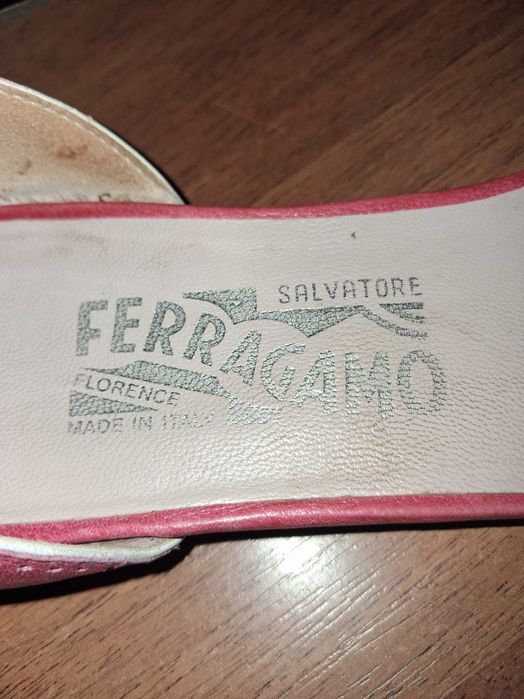 SALVATORE
FERRAGAMO
FLORENCE
MADE IN ITALY